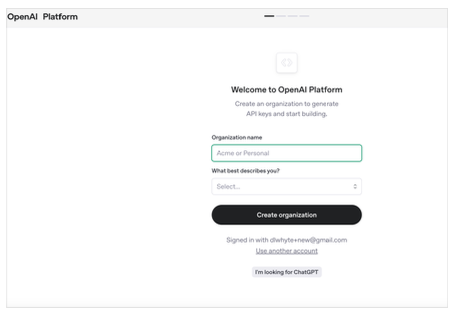 OpenAI Platform
Welcome to OpenAI Platform
Create an organization to generate
API keys and start building.
Organization name
Acme or Personal
What best describes you?
Select...
Create organization
Signed in with dlwhyte+new@gmail.com
Use another account
I'm looking for ChatGPT